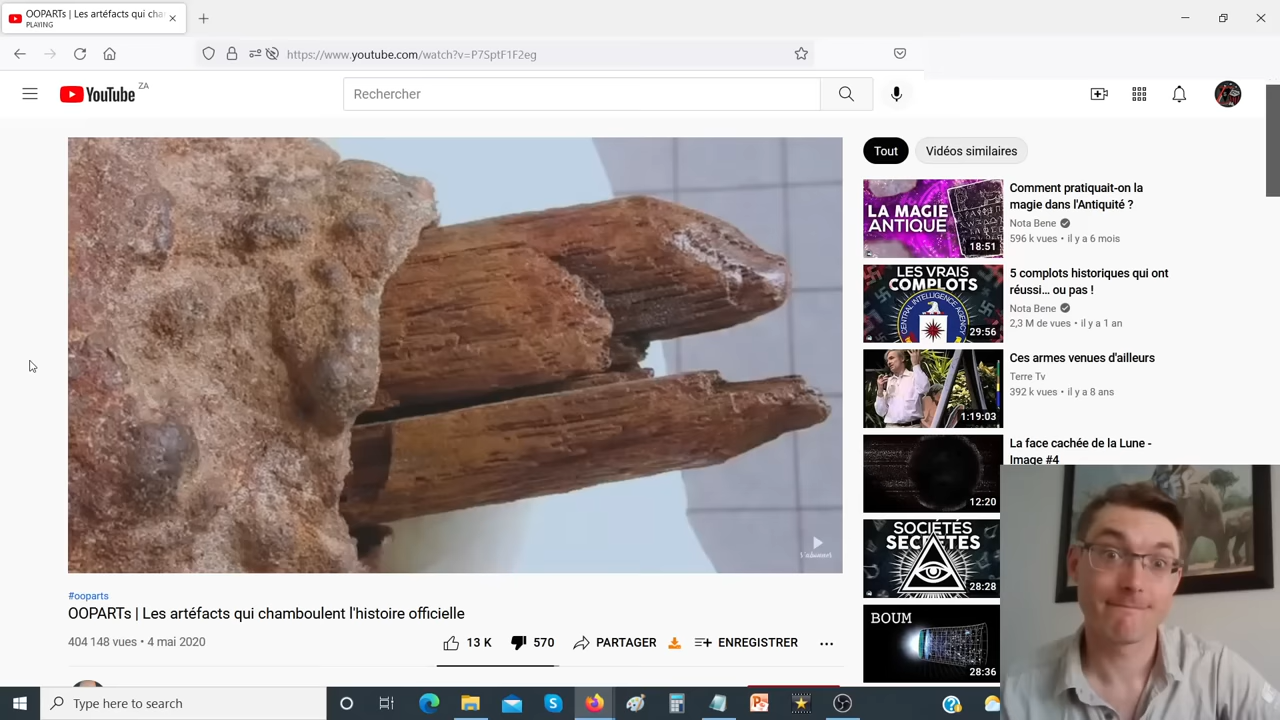 OOPARTs | Les artéfacts qui cha
PLAYING
https://www.youtube.com/watch?v=P7SptF1F2eg
YouTube ZA
Rechercher
Tout
Vidéos similaires
LA MAGIE
ANTIQUE
18:51
Comment pratiquait-on la
magie dans l'Antiquité ?
Nota Bene
596 k vues • il y a 6 mois
LES VRAIS
COMPLOTS
CENTRAL INTELLIGENCE AGENCY
29:56
5 complots historiques qui ont
réussi... ou pas !
Nota Bene
2,3 M de vues • il y a 1 an
1:19:03
Ces armes venues d'ailleurs
Terre Tv
392 k vues • il y a 8 ans
12:20
La face cachée de la Lune -
Image #4
SOCIÉTÉS
SECRÈTES
28:28
BOUM
28:36
#ooparts
OOPARTs | Les artéfacts qui chamboulent l'histoire officielle
404 148 vues • 4 mai 2020
13 K
570
PARTAGER
ENREGISTRER
Type here to search